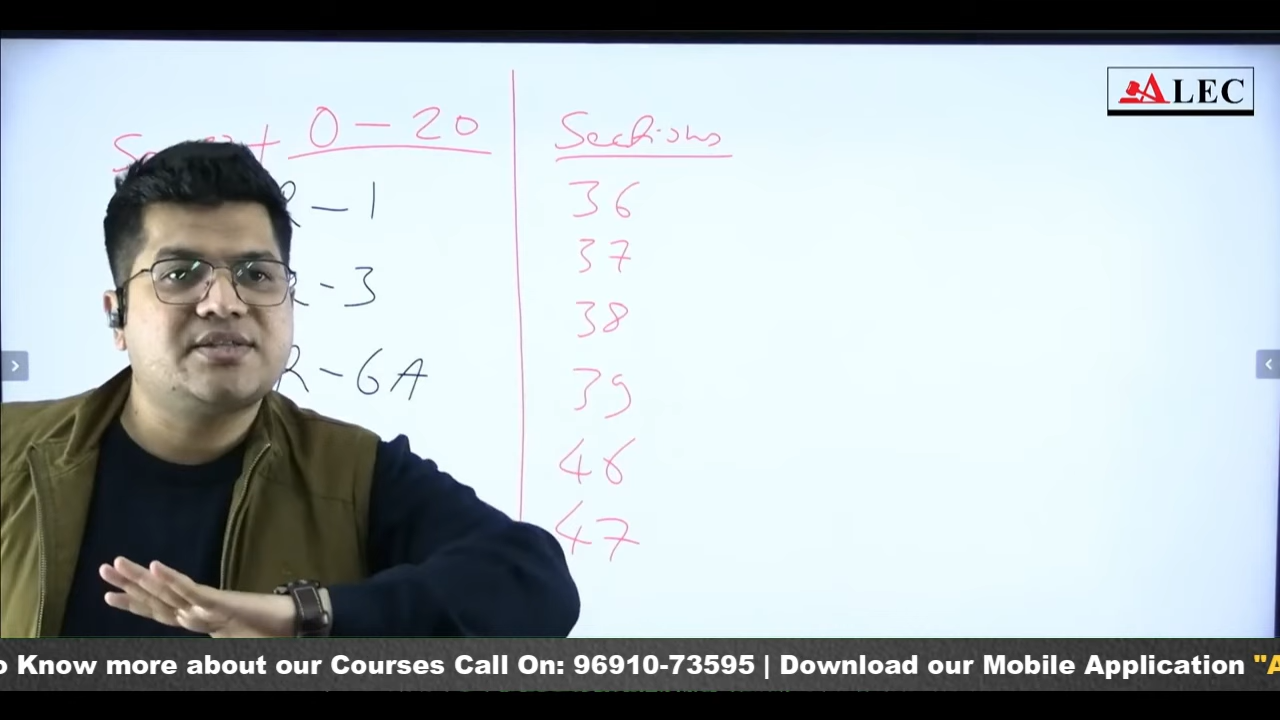 ALEC
0 - 20
R - 1
R - 3
R - 6A
Sections
36
37
38
39
46
47
o Know more about our Courses Call On: 96910-73595 | Download our Mobile Application "A